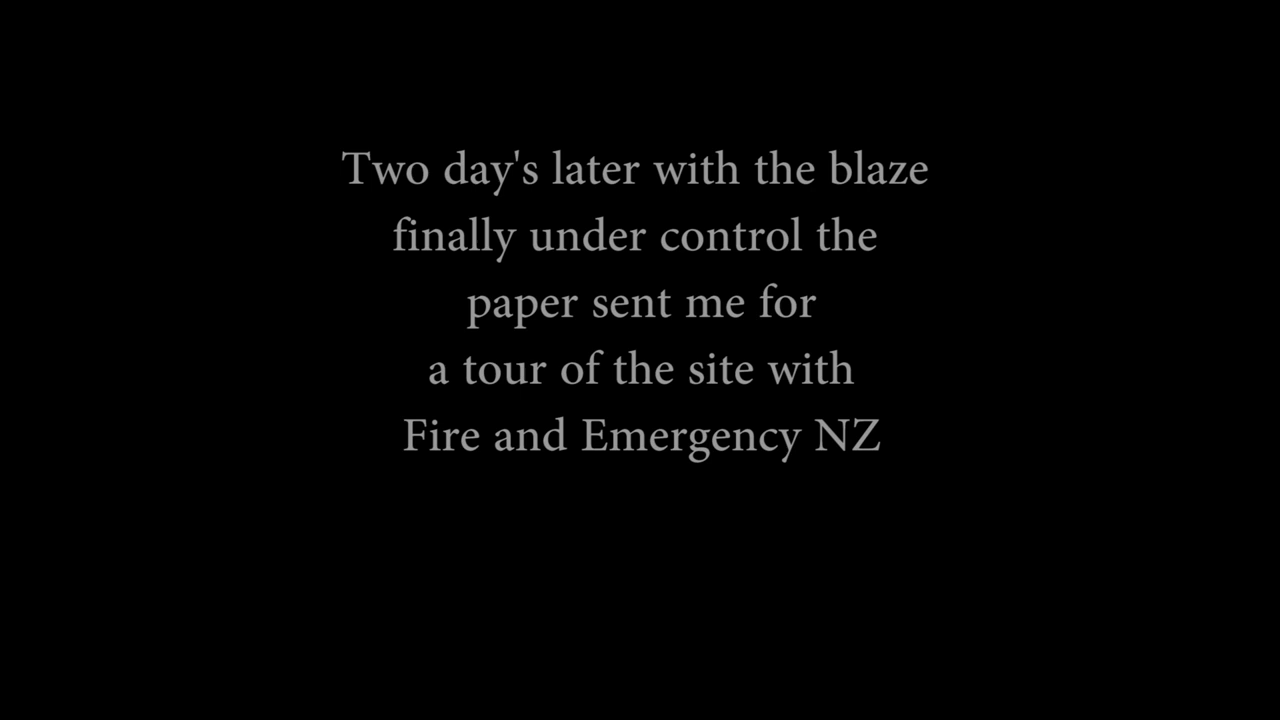 Two day's later with the blaze
finally under control the
paper sent me for
a tour of the site with
Fire and Emergency NZ